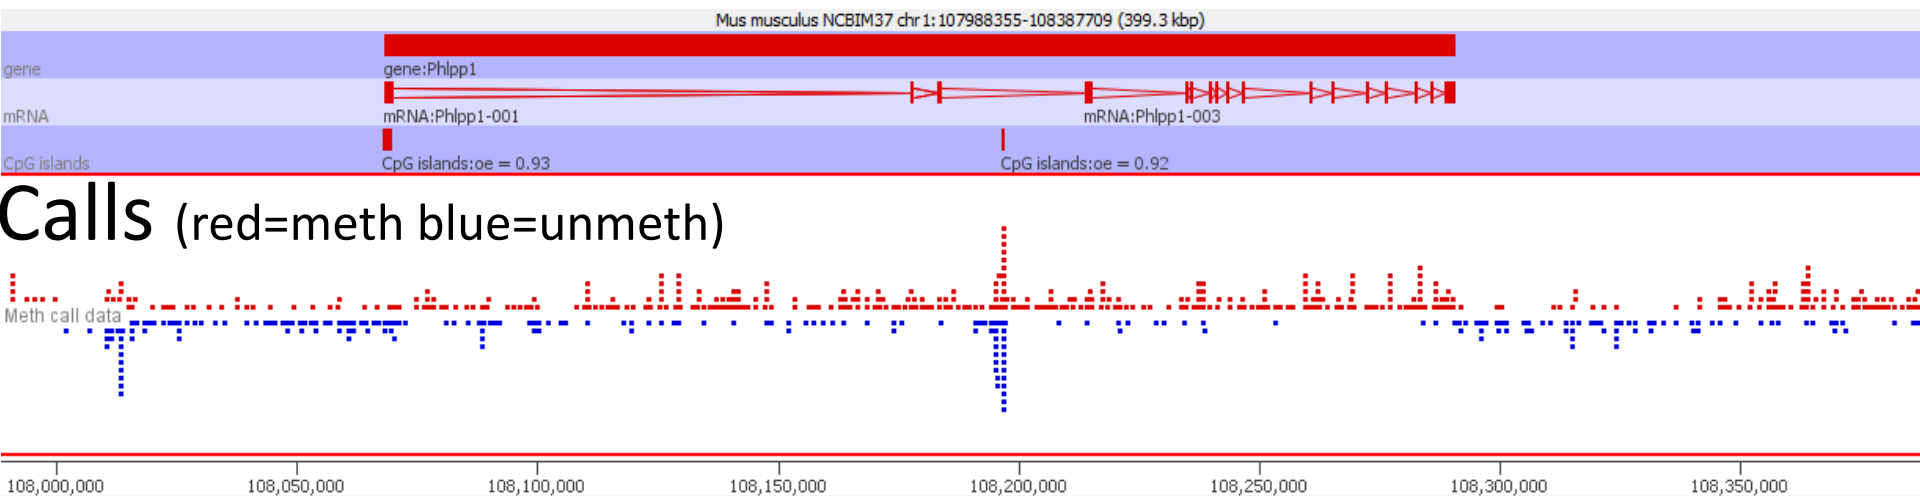 Mus musculus NCBIM37 chr1:107988355-108387709 (399.3 kbp)
gene
gene:Phlpp1
mRNA
mRNA:Phlpp1-001 mRNA:Phlpp1-003
CpG islands
CpG islands:oe = 0.93 CpG islands:oe = 0.92
Calls (red=meth blue=unmeth)
Meth call data
108,000,000 108,050,000 108,100,000 108,150,000 108,200,000 108,250,000 108,300,000 108,350,000